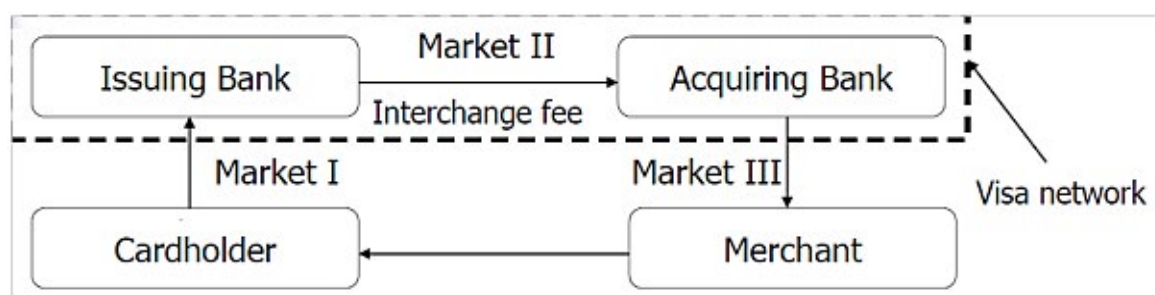 Market II
Issuing Bank
Acquiring Bank
Interchange fee
Market I
Market III
Visa network
Cardholder
Merchant